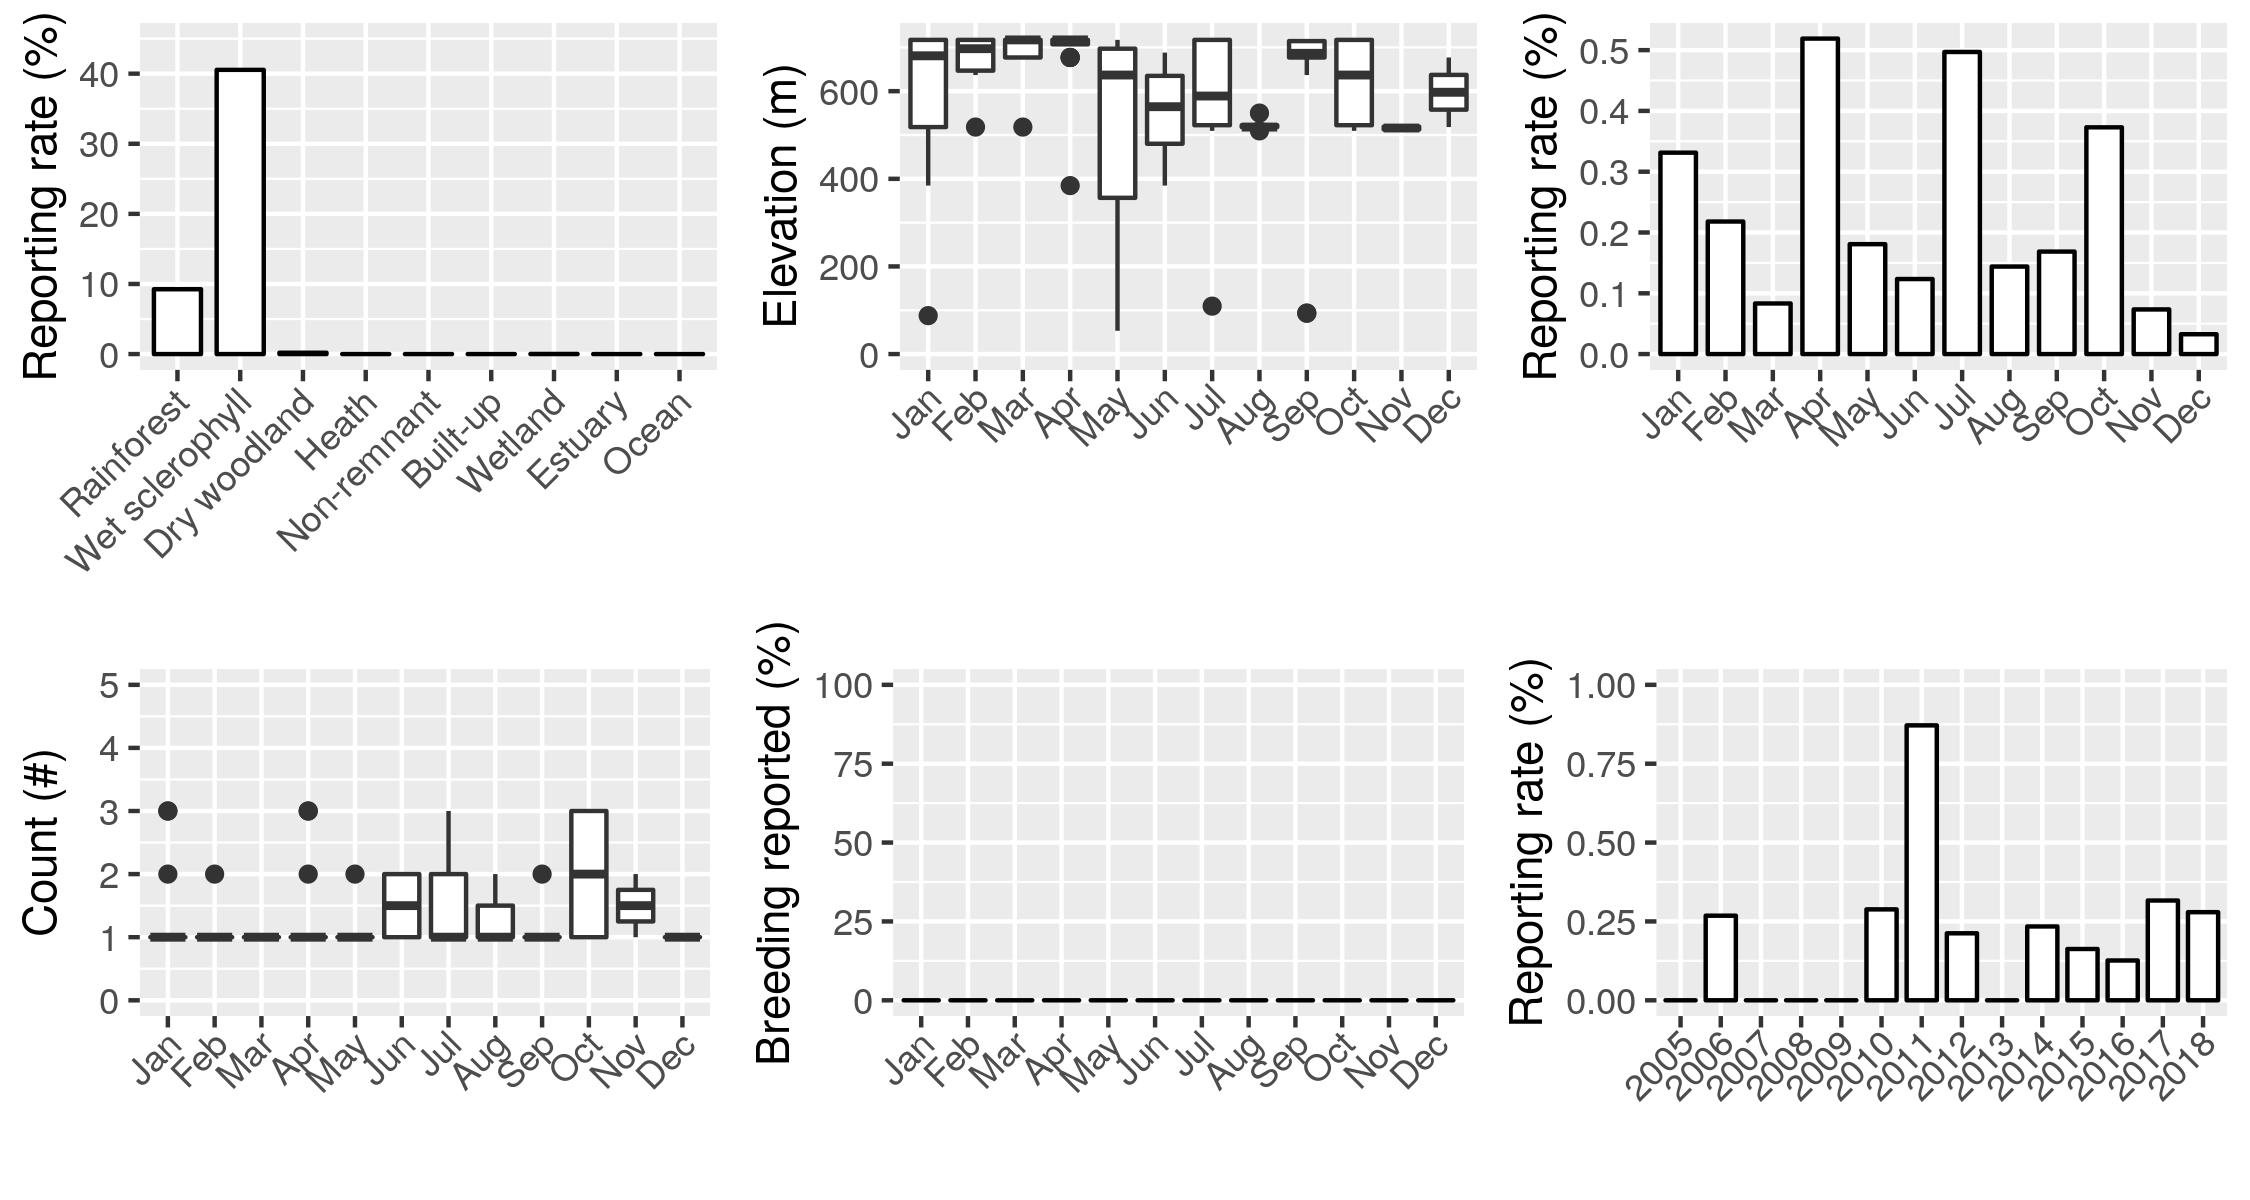 Reporting rate (%)
40
30
20
10
0
Rainforest
Wet sclerophyll
Dry woodland
Heath
Non-remnant
Built-up
Wetland
Estuary
Ocean
Elevation (m)
600
400
200
0
Jan
Feb
Mar
Apr
May
Jun
Jul
Aug
Sep
Oct
Nov
Dec
Reporting rate (%)
0.5
0.4
0.3
0.2
0.1
0.0
Jan
Feb
Mar
Apr
May
Jun
Jul
Aug
Sep
Oct
Nov
Dec
Count (#)
5
4
3
2
1
0
Jan
Feb
Mar
Apr
May
Jun
Jul
Aug
Sep
Oct
Nov
Dec
Breeding reported (%)
100
75
50
25
0
Jan
Feb
Mar
Apr
May
Jun
Jul
Aug
Sep
Oct
Nov
Dec
Reporting rate (%)
1.00
0.75
0.50
0.25
0.00
2005
2006
2007
2008
2009
2010
2011
2012
2013
2014
2015
2016
2017
2018